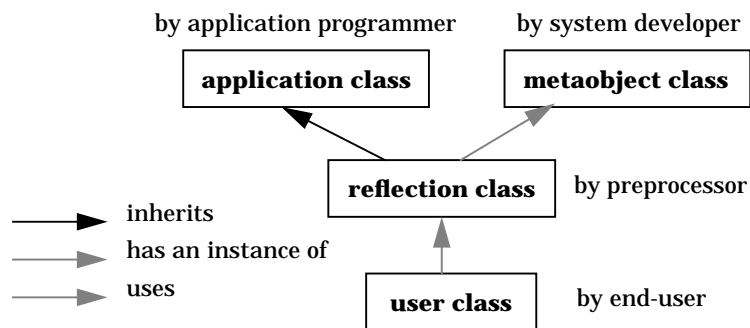 by application programmer
by system developer
application class
metaobject class
reflection class
by preprocessor
inherits
has an instance of
uses
user class
by end-user